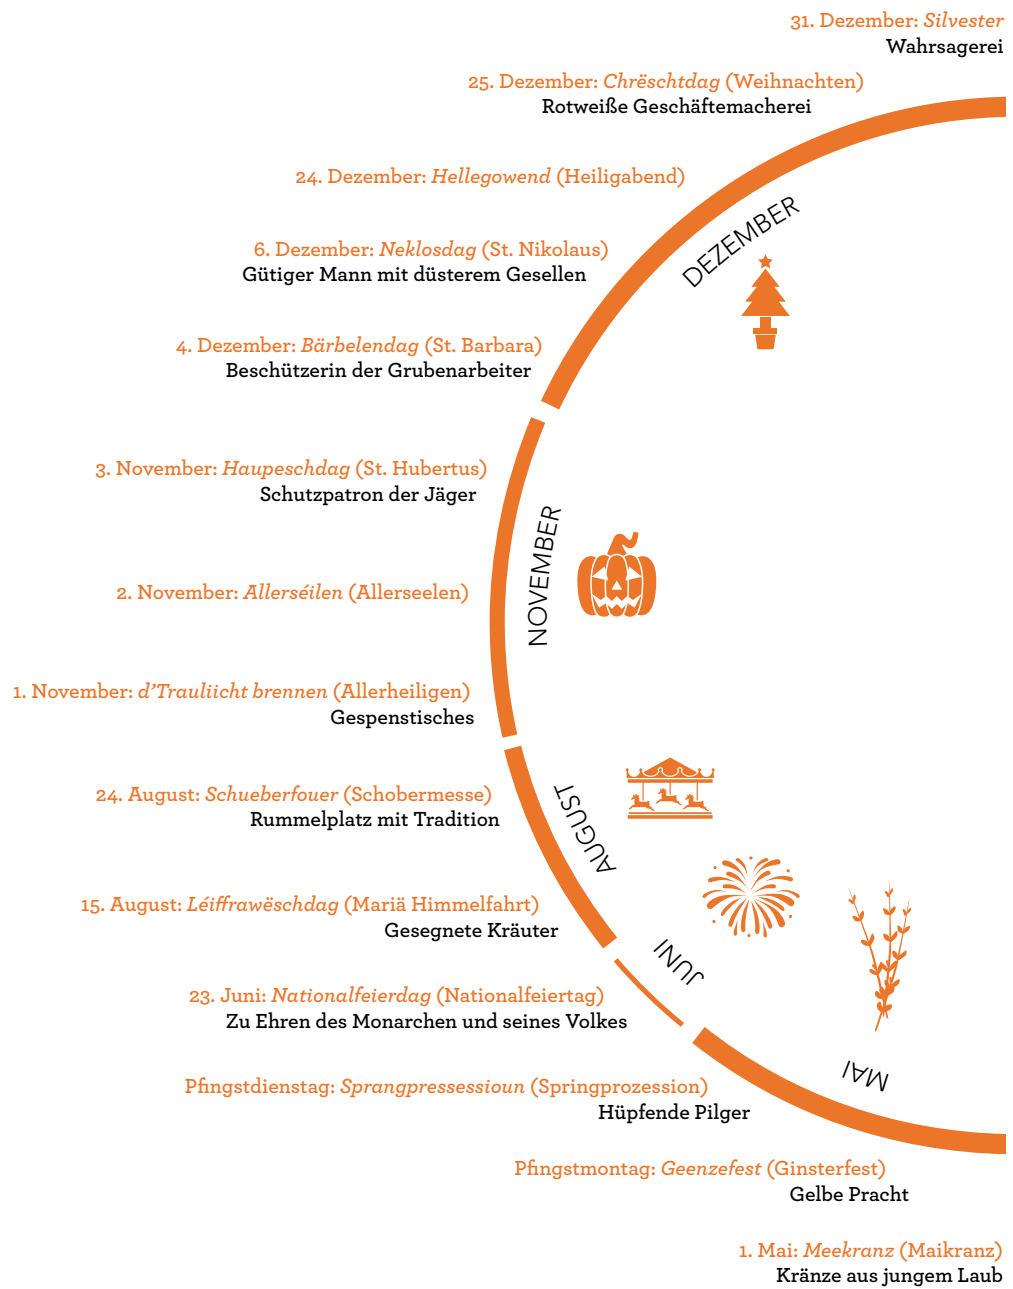 31. Dezember: Silvester
Wahrsagerei
25. Dezember: Chrëschtdag (Weihnachten)
Rotweiße Geschäftemacherei
24. Dezember: Hellegowend (Heiligabend)
6. Dezember: Neklosdag (St. Nikolaus)
Gütiger Mann mit düsterem Gesellen
4. Dezember: Bärbelendag (St. Barbara)
Beschützerin der Grubenarbeiter
DEZEMBER
3. November: Haupeschdag (St. Hubertus)
Schutzpatron der Jäger
2. November: Allerséilen (Allerseelen)
1. November: d’Trauliicht brennen (Allerheiligen)
Gespenstisches
NOVEMBER
24. August: Schueberfouer (Schobermesse)
Rummelplatz mit Tradition
15. August: Léiffrawëschdag (Mariä Himmelfahrt)
Gesegnete Kräuter
AUGUST
23. Juni: Nationalfeierdag (Nationalfeiertag)
Zu Ehren des Monarchen und seines Volkes
JUNI
Pfingstdienstag: Sprangpressessioun (Springprozession)
Hüpfende Pilger
Pfingstmontag: Geenzefest (Ginsterfest)
Gelbe Pracht
1. Mai: Meekranz (Maikranz)
Kränze aus jungem Laub
MAI